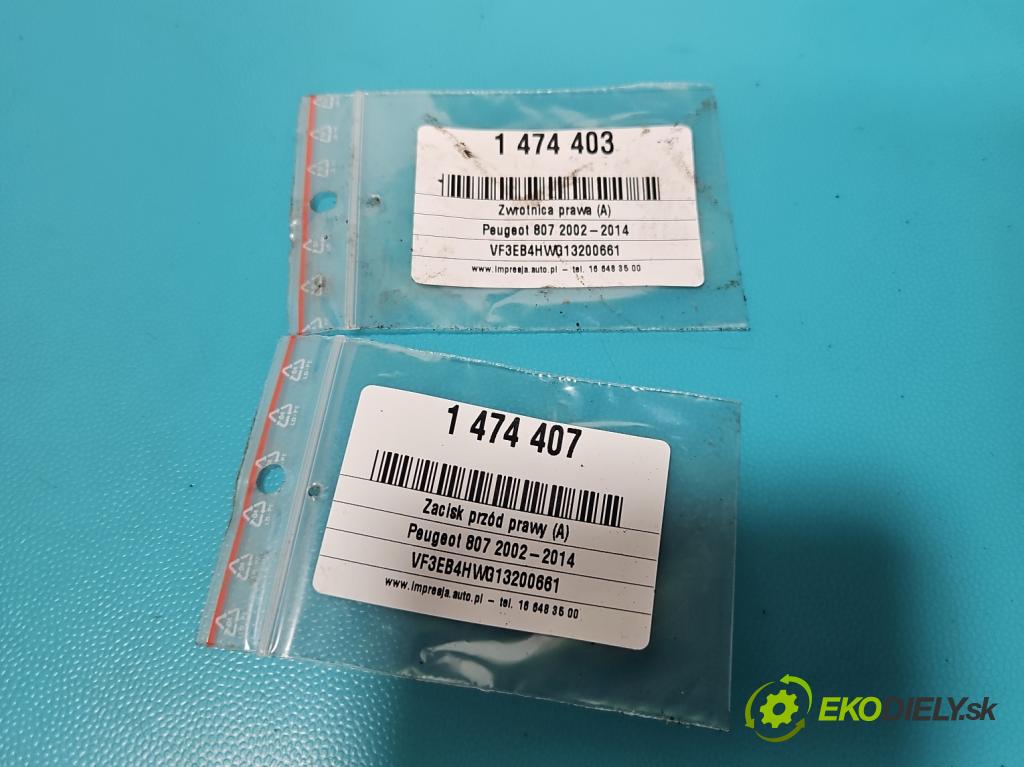 1 474 403
Zwrotnica prawa (A)
Peugeot 807 2002-2014
VF3EB4HWG13200661
www.impresja.auto.pl - tel. 16 648 35 00
1 474 407
Zacisk przód prawy (A)
Peugeot 807 2002-2014
VF3EB4HWG13200661
www.impresja.auto.pl - tel. 16 648 35 00
EKODIELY.sk